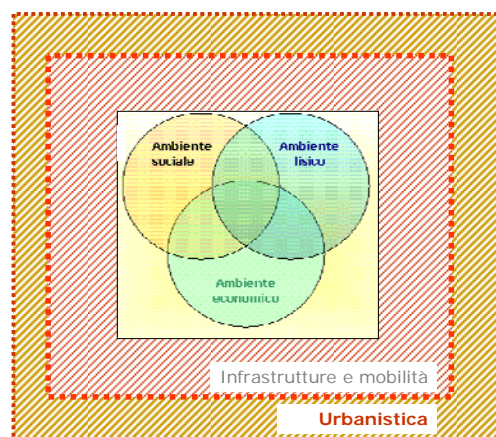 Ambiente
sociale
Ambiente
fisico
Ambiente
economico
Infrastrutture e mobilità
Urbanistica